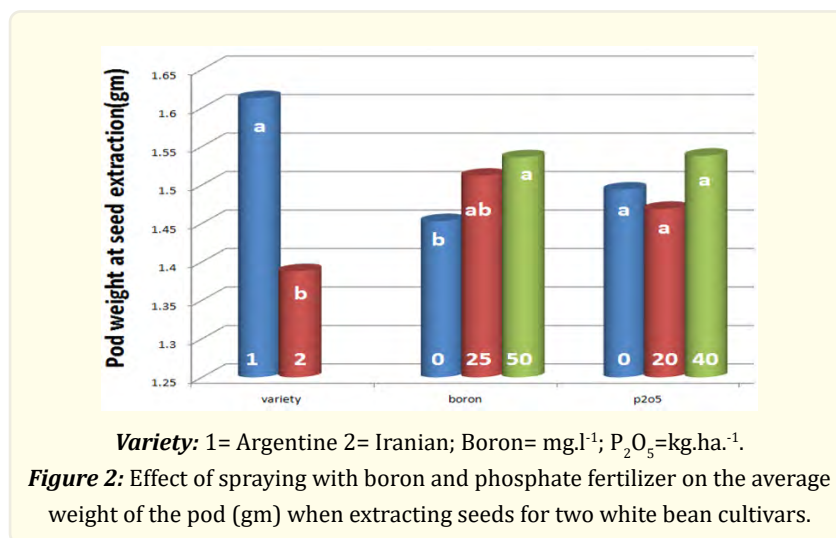 Pod weight at seed extraction(gm)
1.65
1.6
1.55
1.5
1.45
1.4
1.35
1.3
1.25
a
b
b
ab
a
a
a
a
1
2
0
25
50
0
20
40
variety
boron
p2o5
Variety: 1= Argentine 2= Iranian; Boron= mg.l⁻¹; P₂O₅=kg.ha.⁻¹.
Figure 2: Effect of spraying with boron and phosphate fertilizer on the average
weight of the pod (gm) when extracting seeds for two white bean cultivars.